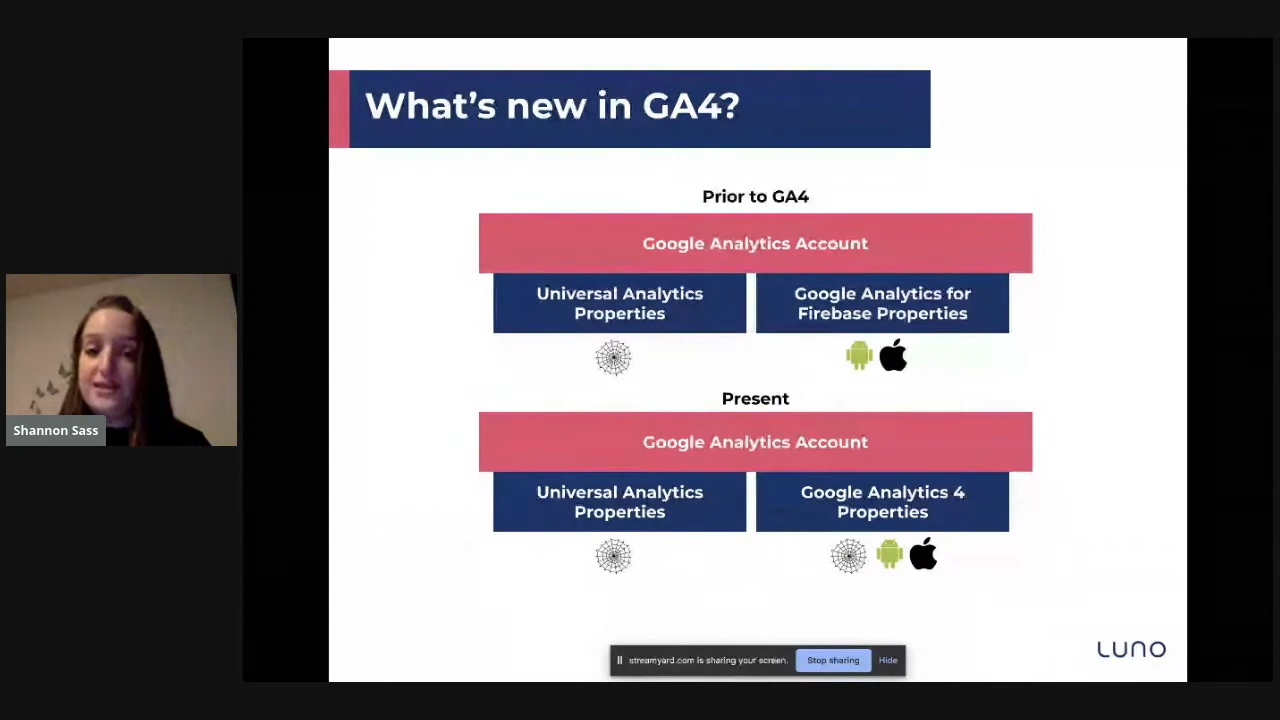 What's new in GA4?
Prior to GA4
Google Analytics Account
Universal Analytics
Properties
Google Analytics for
Firebase Properties
Present
Google Analytics Account
Universal Analytics
Properties
Google Analytics 4
Properties
Shannon Sass
LUNO
streamyard.com is sharing your screen.
Stop sharing
Hide